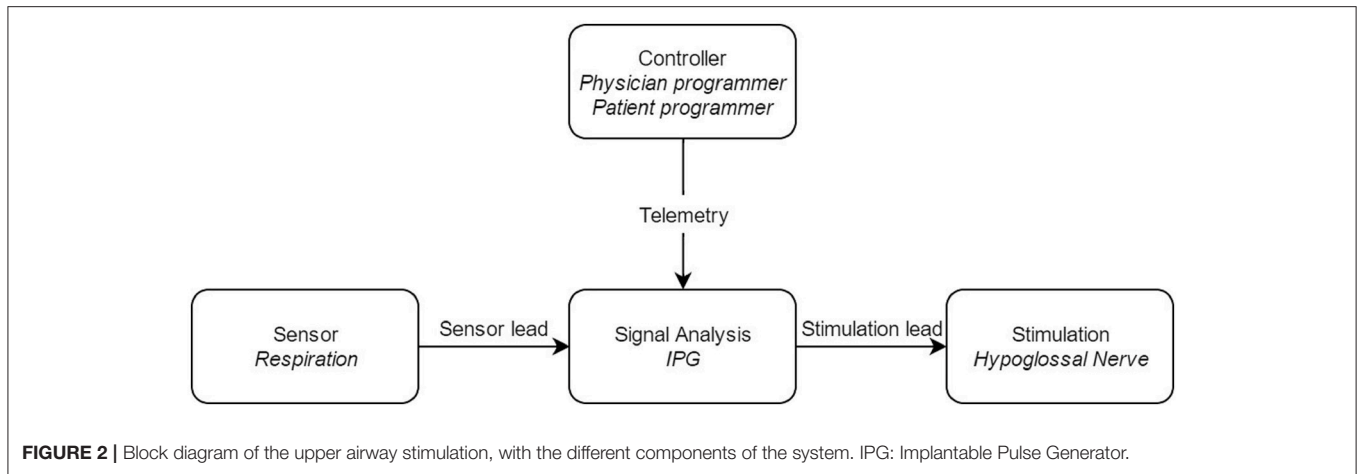 Controller
Physician programmer
Patient programmer
Telemetry
Sensor
Respiration
Sensor lead
Signal Analysis
IPG
Stimulation lead
Stimulation
Hypoglossal Nerve
FIGURE 2 | Block diagram of the upper airway stimulation, with the different components of the system. IPG: Implantable Pulse Generator.